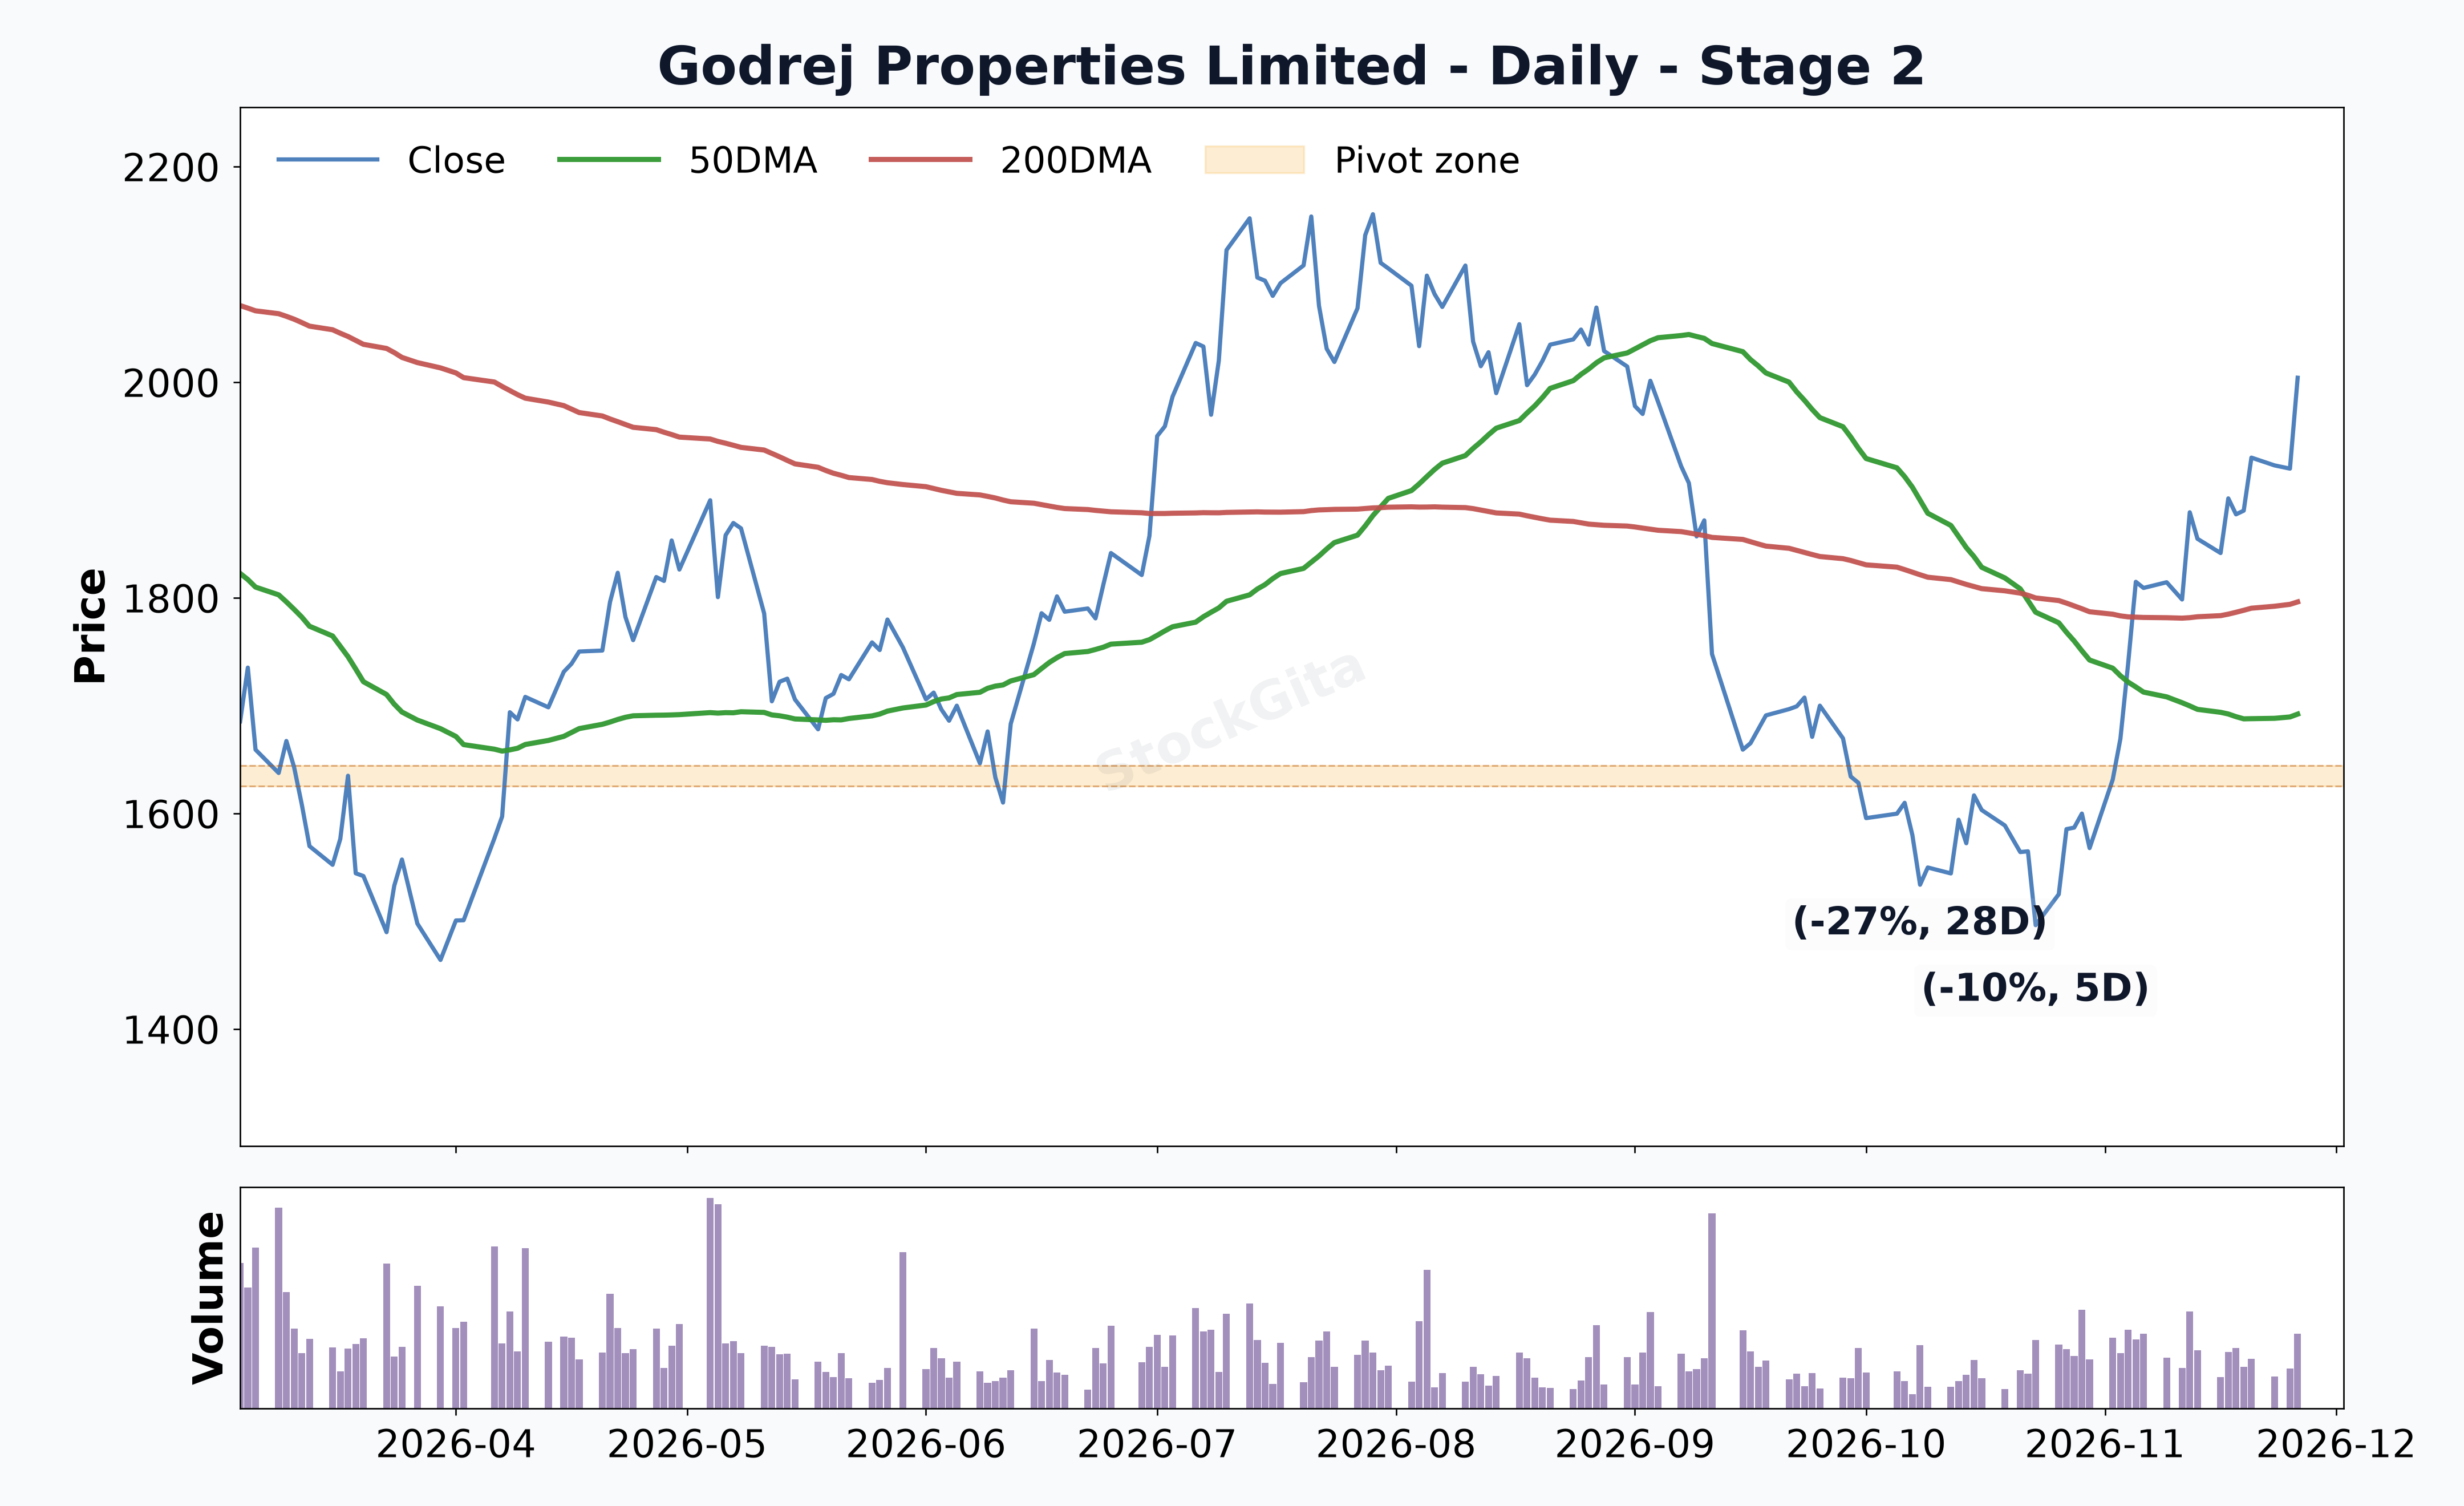 Godrej Properties Limited - Daily - Stage 2
Close 50DMA 200DMA Pivot zone
2200
2000
1800
1600
1400
Price
StockGita
(-27%, 28D)
(-10%, 5D)
Volume
2026-04 2026-05 2026-06 2026-07 2026-08 2026-09 2026-10 2026-11 2026-12